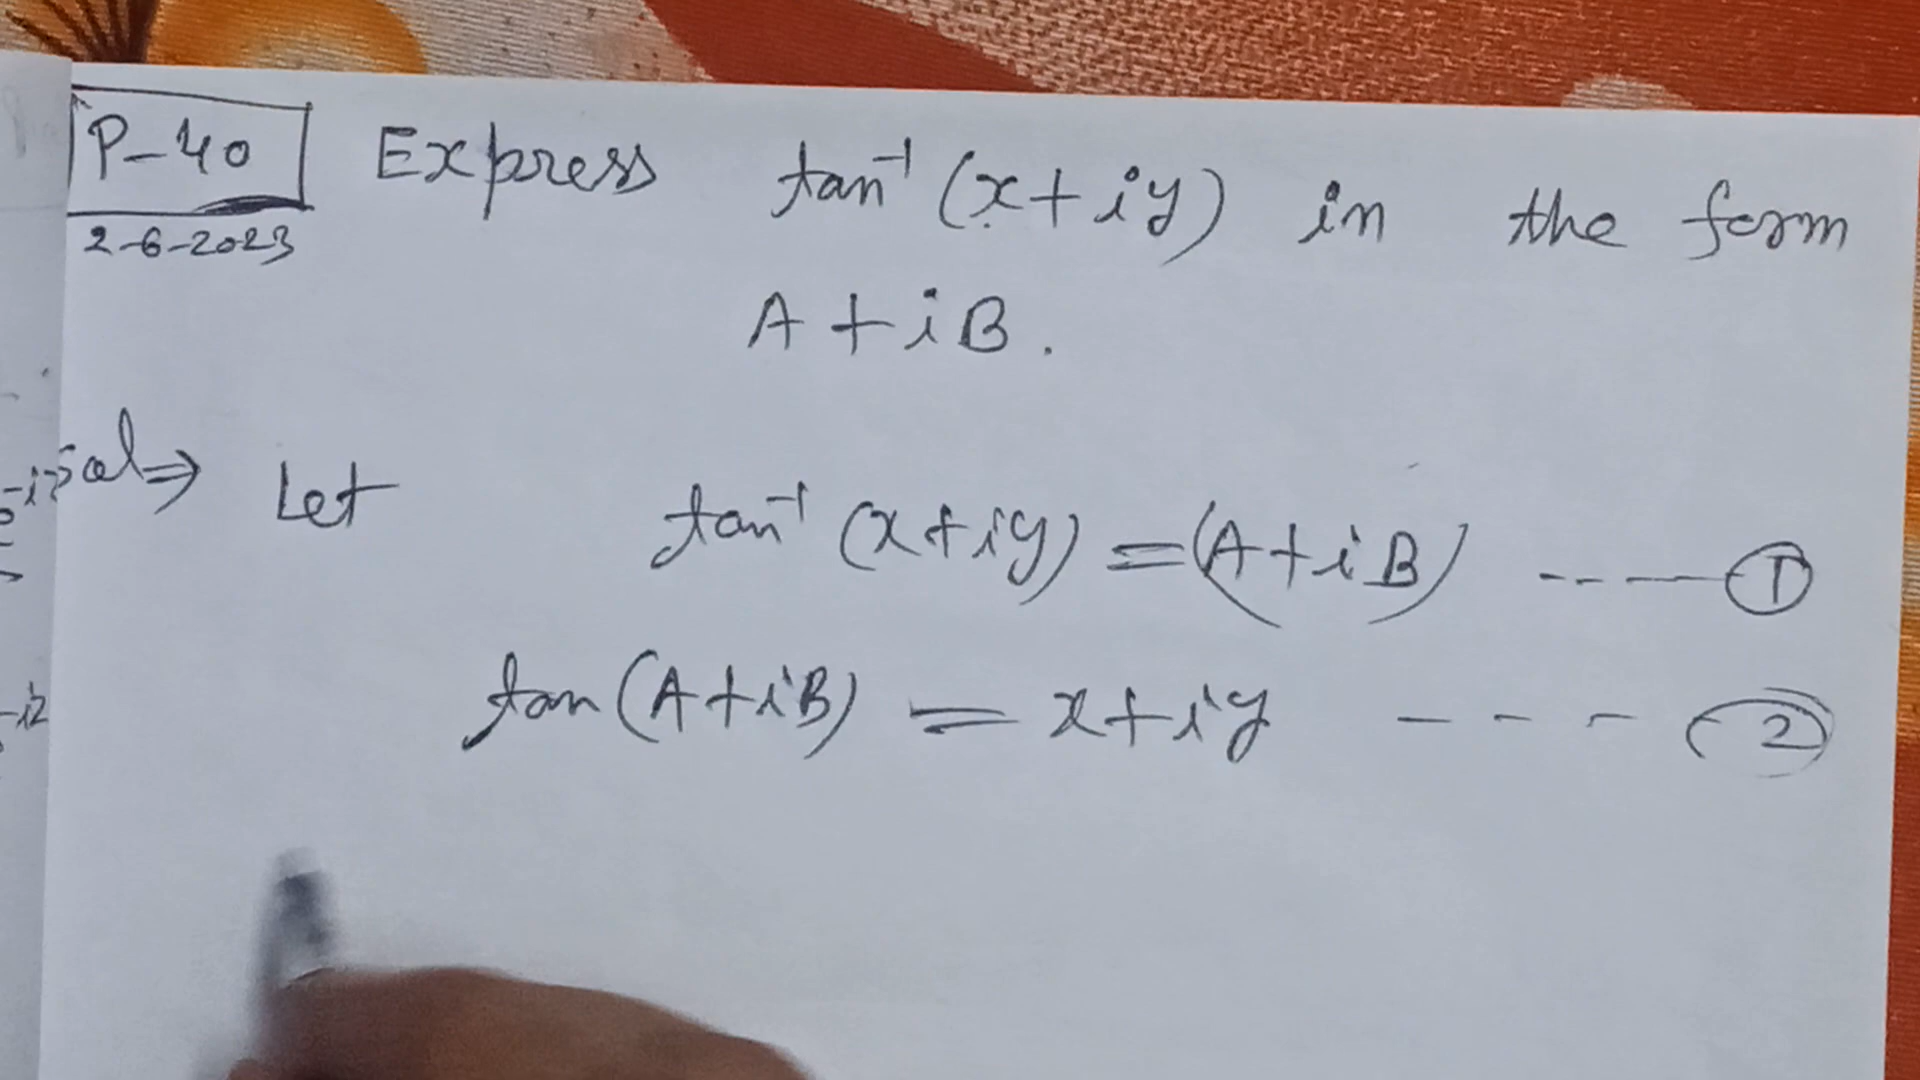 P-40 Express tan⁻¹ (x+iy) in the form
2-6-2023
A + i B.
Sol⇒ Let tan⁻¹ (x+iy) = (A+iB) ------ ①
tan (A+iB) = x+iy ---- ②